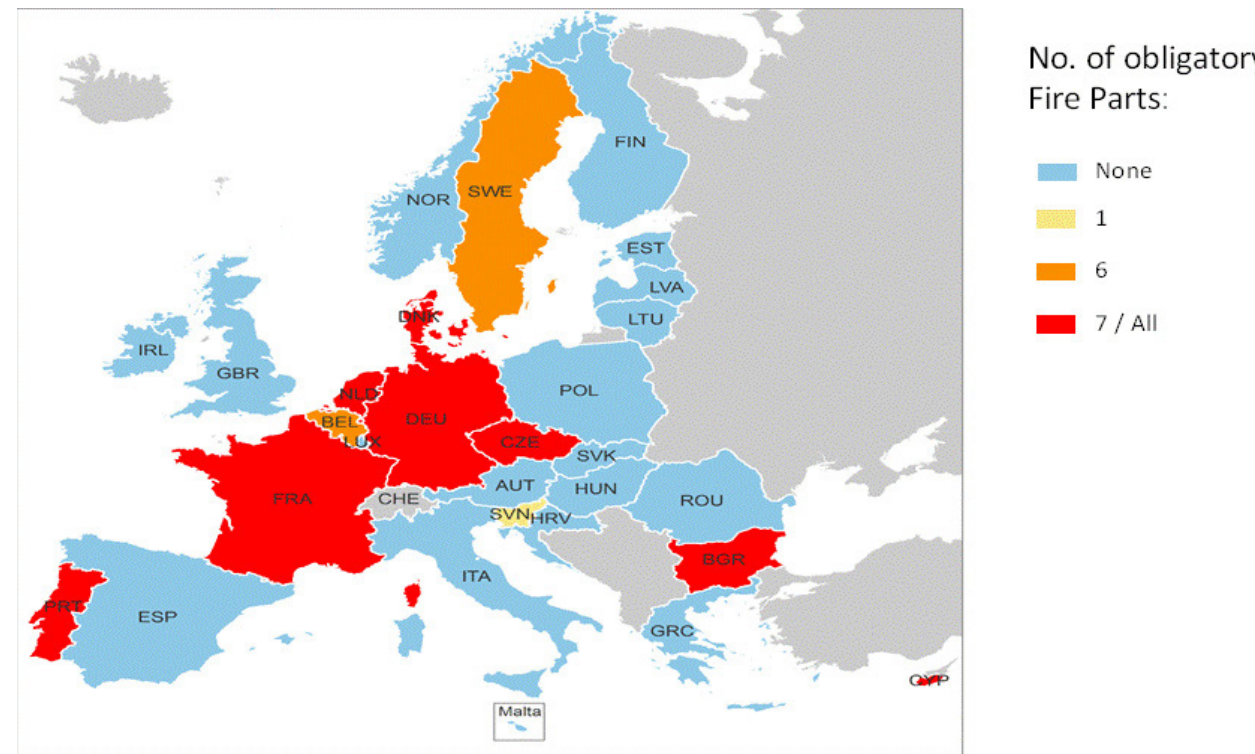 No. of obligatory
Fire Parts:
None
1
6
7 / All
FIN
NOR
SWE
EST
LVA
LTU
DNK
IRL
GBR
NLD
POL
BEL
DEU
LUX
CZE
SVK
FRA
CHE
AUT
HUN
ROU
SVN
HRV
BGR
ITA
PRT
ESP
GRC
CYP
Malta